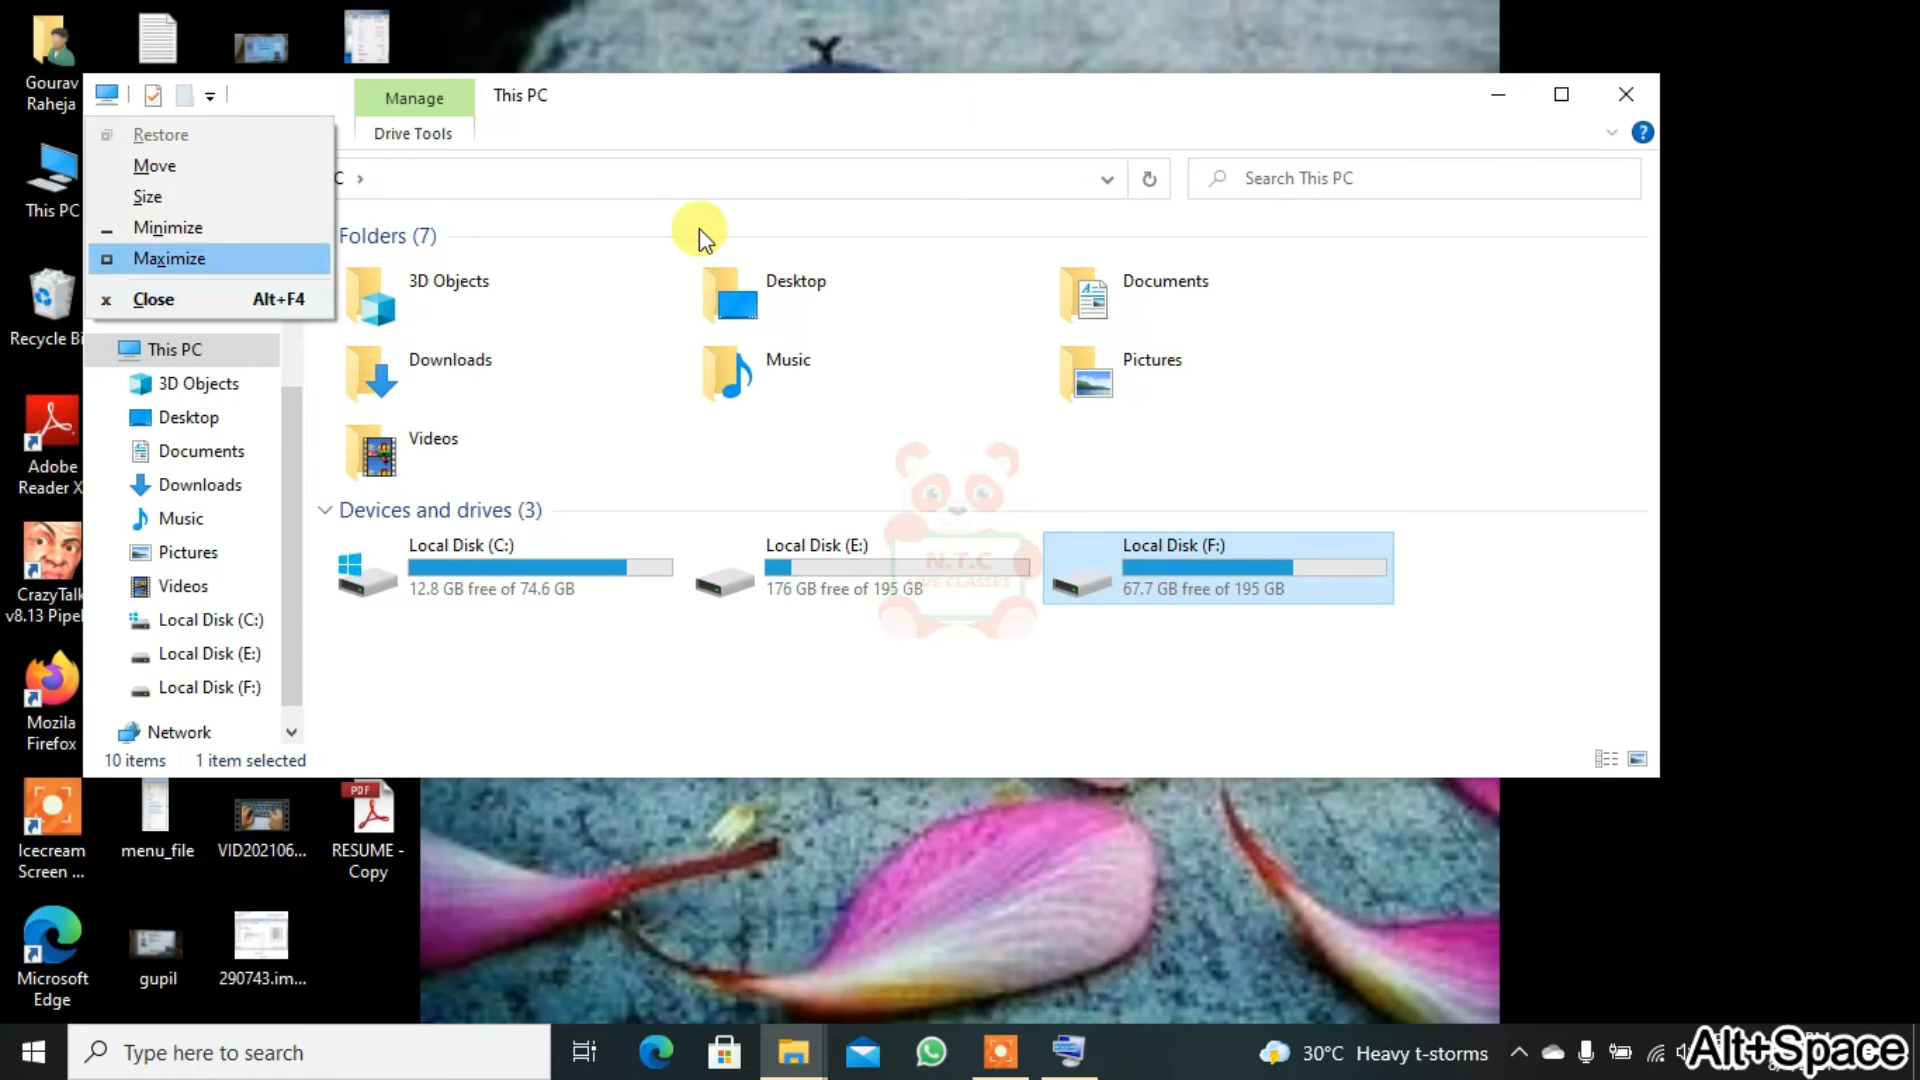 Gourav
Raheja
This PC
Recycle Bi
Adobe
Reader X
CrazyTalk
v8.13 Pipel
Mozila
Firefox
Icecream
Screen ...
menu_file
VID202106...
RESUME -
Copy
Microsoft
Edge
gupil
290743.im...
Manage
This PC
Drive Tools
Restore
Move
Size
Minimize
Maximize
Close Alt+F4
C
Search This PC
This PC
3D Objects
Desktop
Documents
Downloads
Music
Pictures
Videos
Local Disk (C:)
Local Disk (E:)
Local Disk (F:)
Network
10 items 1 item selected
Folders (7)
3D Objects
Desktop
Documents
Downloads
Music
Pictures
Videos
Devices and drives (3)
Local Disk (C:)
12.8 GB free of 74.6 GB
Local Disk (E:)
176 GB free of 195 GB
Local Disk (F:)
67.7 GB free of 195 GB
N.T.C
LIVE CLASSES
PDF
Type here to search
30°C Heavy t-storms
Alt+Space